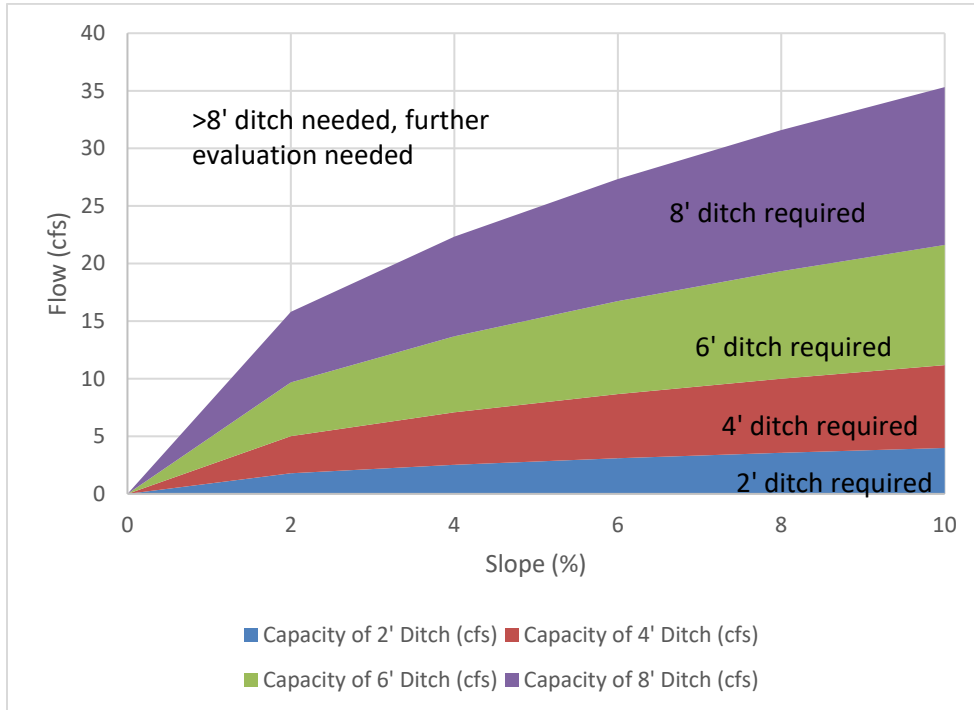 40
35
30
25
20
15
10
5
0
Flow (cfs)
>8' ditch needed, further
evaluation needed
8' ditch required
6' ditch required
4' ditch required
2' ditch required
0 2 4 6 8 10
Slope (%)
Capacity of 2' Ditch (cfs) Capacity of 4' Ditch (cfs)
Capacity of 6' Ditch (cfs) Capacity of 8' Ditch (cfs)